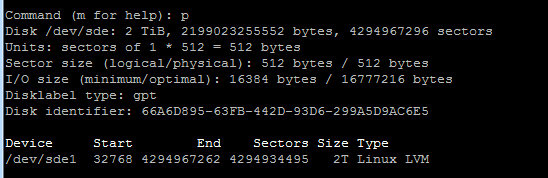 Command (m for help): p
Disk /dev/sde: 2 TiB, 2199023255552 bytes, 4294967296 sectors
Units: sectors of 1 * 512 = 512 bytes
Sector size (logical/physical): 512 bytes / 512 bytes
I/O size (minimum/optimal): 16384 bytes / 16777216 bytes
Disklabel type: gpt
Disk identifier: 66A6D895-63FB-442D-93D6-299A5D9AC6E5
Device Start End Sectors Size Type
/dev/sde1 32768 4294967262 4294934495 2T Linux LVM